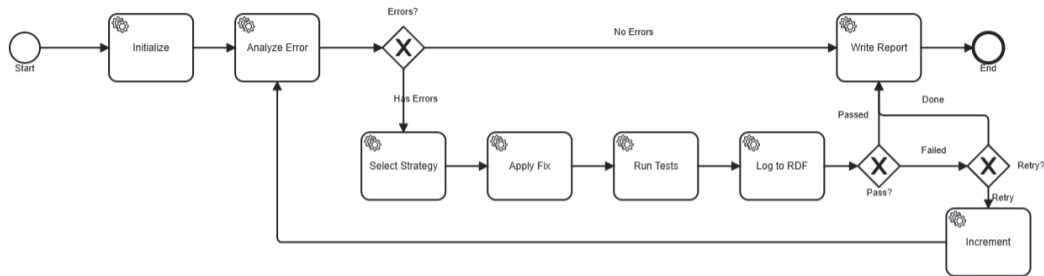 Errors?
No Errors
Start
Initialize
Analyze Error
Write Report
End
Has Errors
Done
Passed
Select Strategy
Apply Fix
Run Tests
Log to RDF
Failed
Retry?
Pass?
Retry
Increment